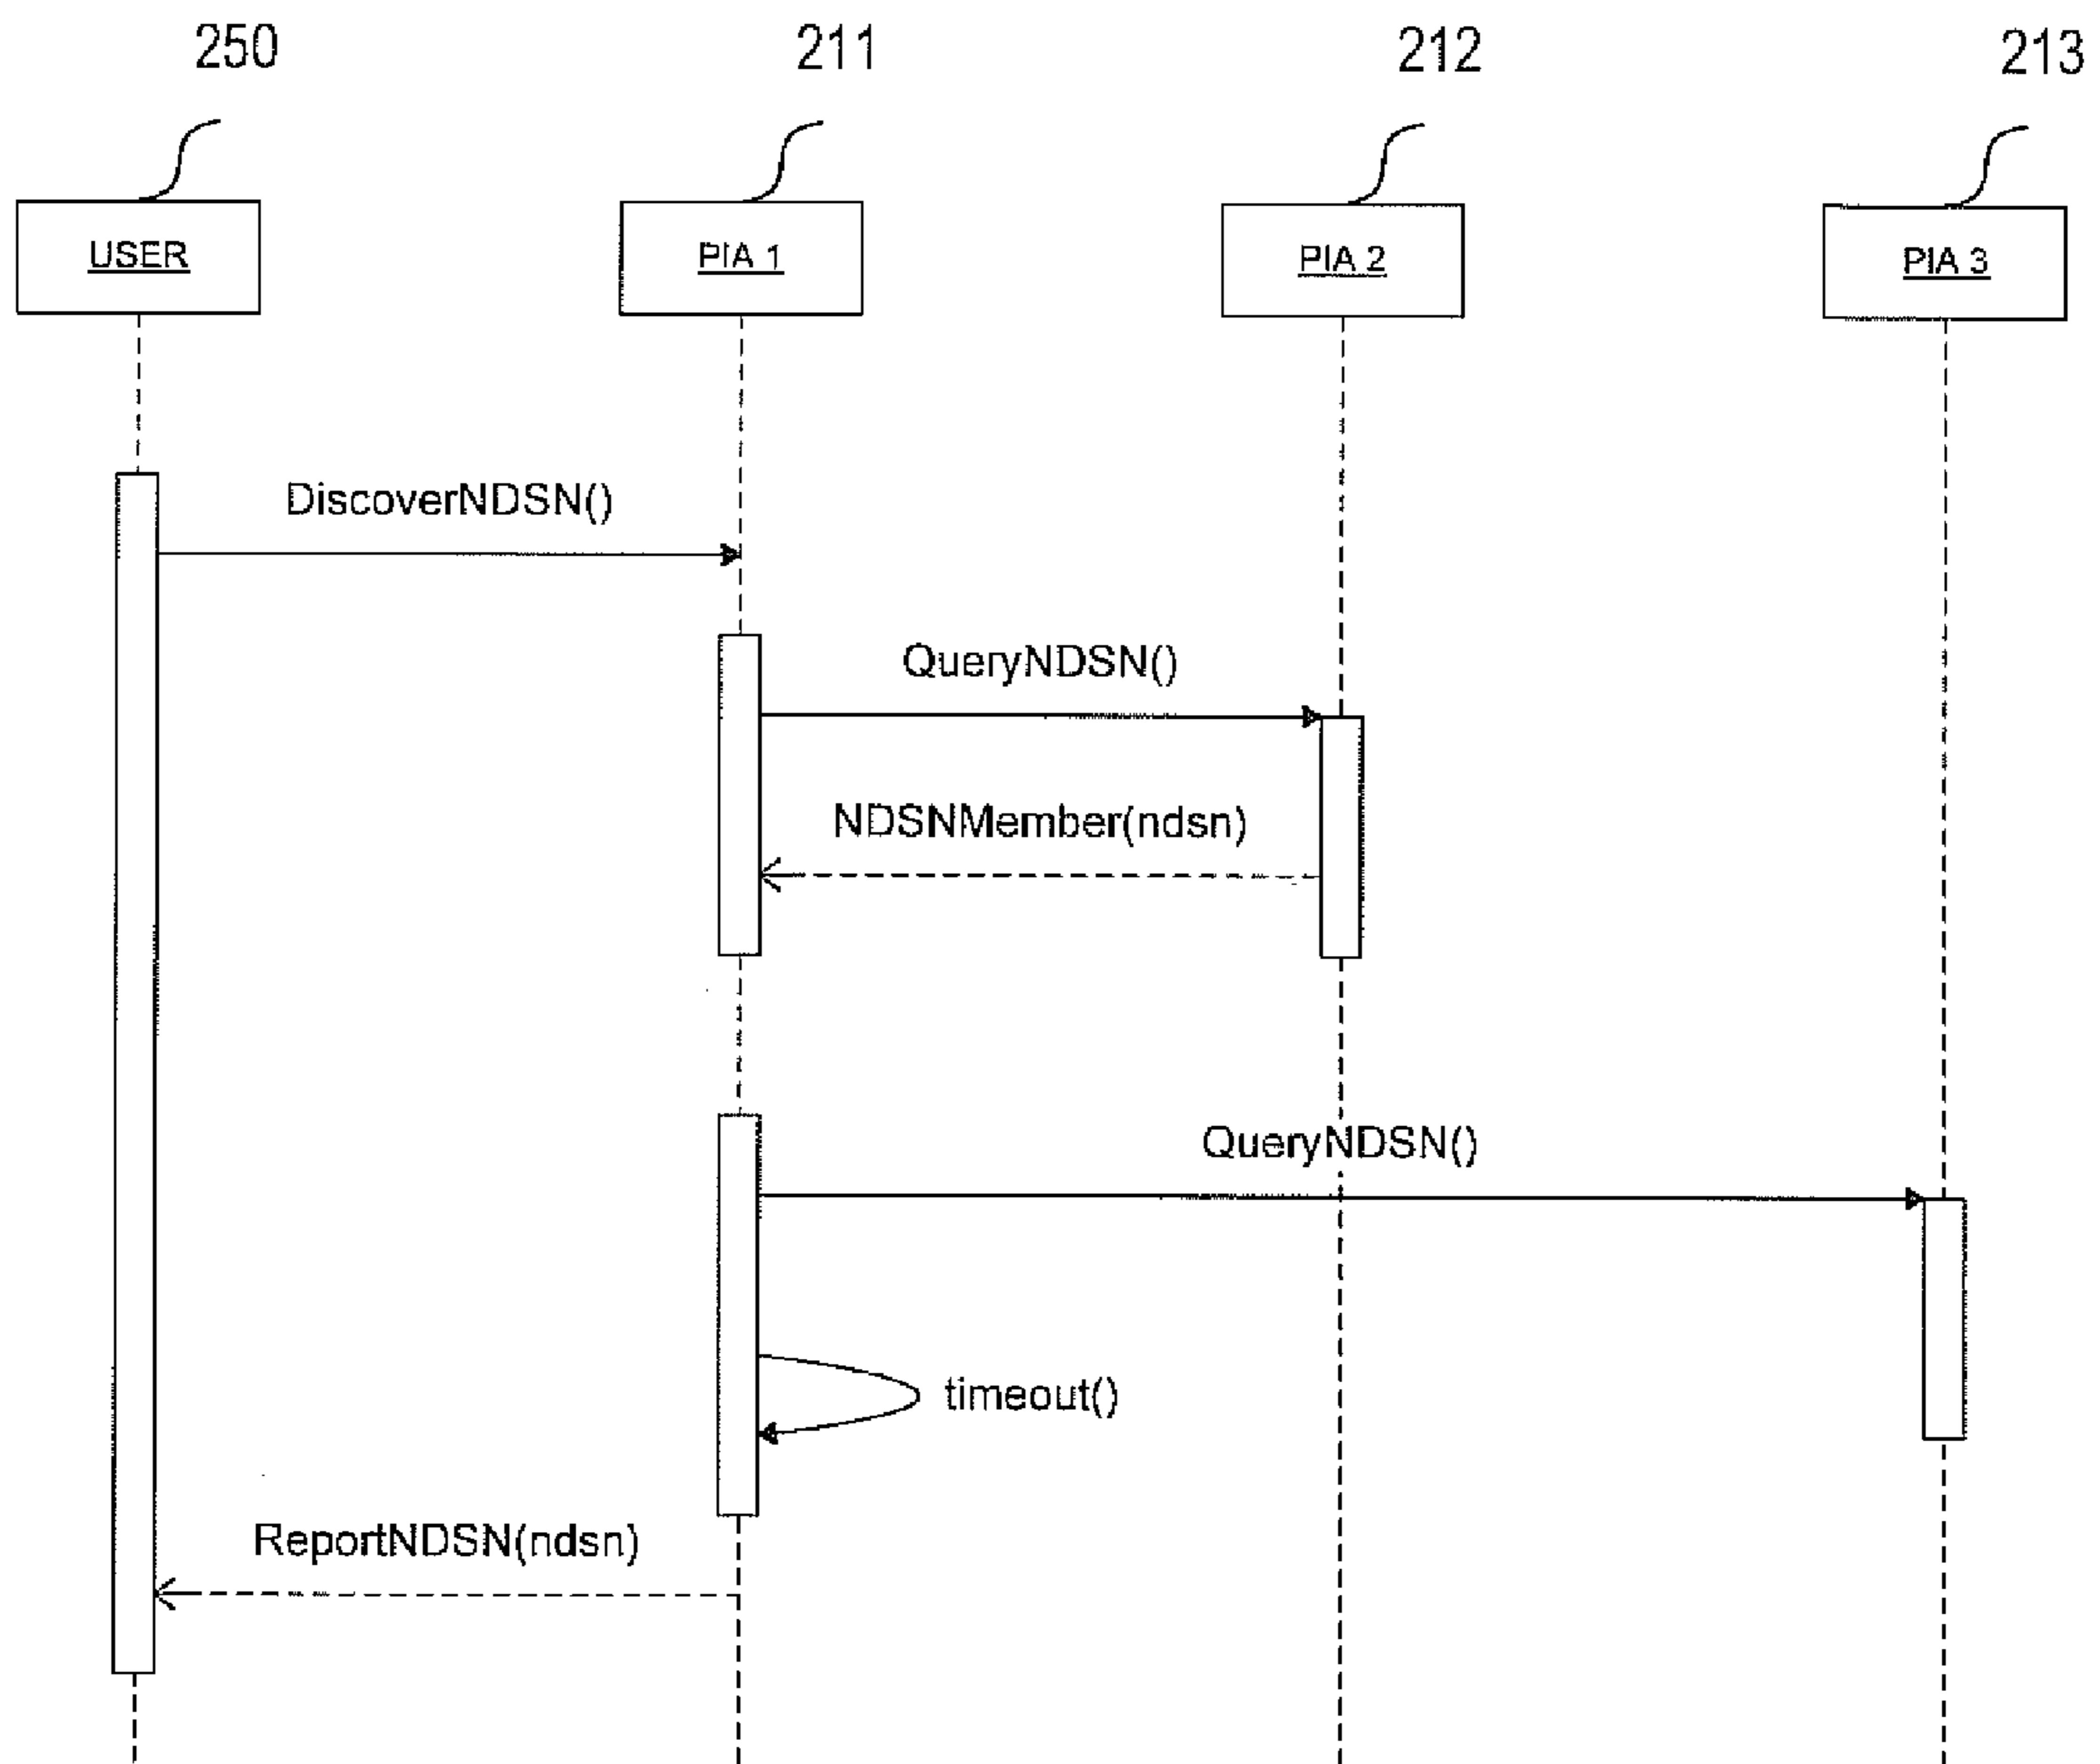 250
211
212
213
USER
PIA 1
PIA 2
PIA 3
DiscoverNDSN()
QueryNDSN()
NDSNMember(ndsn)
QueryNDSN()
timeout()
ReportNDSN(ndsn)